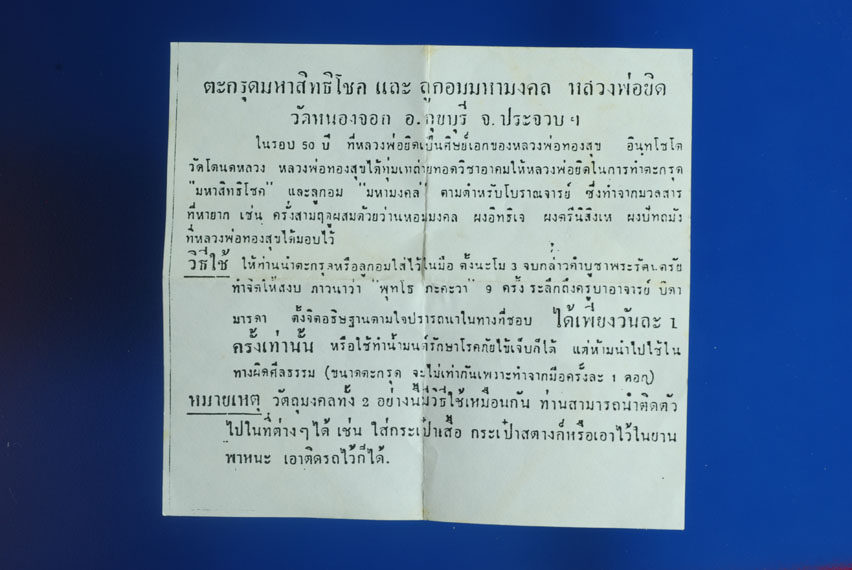 ตะกรุดมหาสิทธิโชค และ ลูกอมมหามงคล หลวงพ่อยิด
วัดหนองจอก อ.กุยบุรี จ.ประจวบฯ
ในรอบ 50 ปี ที่หลวงพ่อยิดเป็นศิษย์เอกของหลวงพ่อทองสุข อินฺทโชโต
วัดโตนดหลวง หลวงพ่อทองสุขได้ทุ่มเทถ่ายทอดวิชาอาคมให้หลวงพ่อยิดในการทำตะกรุด
"มหาสิทธิโชค" และลูกอม "มหามงคล" ตามตำหรับโบราณจารย์ ซึ่งทำจากมวลสาร
ที่หายาก เช่น ครั่งสามฤดูผสมด้วยว่านหอมมงคล ผงอิทธิเจ ผงตรีนิสิงเห ผงปัทถมัง
ที่หลวงพ่อทองสุขได้มอบไว้
วิธีใช้ ให้ท่านนำตะกรุดหรือลูกอมใส่ไว้ในมือ ตั้งนะโม 3 จบกล่าวคำบูชาพระรัตนตรัย
ทำจิตให้สงบ ภาวนาว่า "พุทโธ ภะคะวา" 9 ครั้ง ระลึกถึงครูบาอาจารย์ บิดา
มารดา ตั้งจิตอธิษฐานตามใจปรารถนาในทางที่ชอบ ได้เพียงวันละ 1
ครั้งเท่านั้น หรือใช้ทำน้ำมนต์รักษาโรคภัยไข้เจ็บก็ได้ แต่ห้ามนำไปใช้ใน
ทางผิดศีลธรรม (ขนาดตะกรุด จะไม่เท่ากันเพราะทำจากมือครั้งละ 1 ดอก)
หมายเหตุ วัตถุมงคลทั้ง 2 อย่างนี้มีวิธีใช้เหมือนกัน ท่านสามารถนำติดตัว
ไปในที่ต่างๆได้ เช่น ใส่กระเป๋าเสื้อ กระเป๋าสตางค์หรือเอาไว้ในยาน
พาหนะ เอาติดรถไว้ก็ได้.